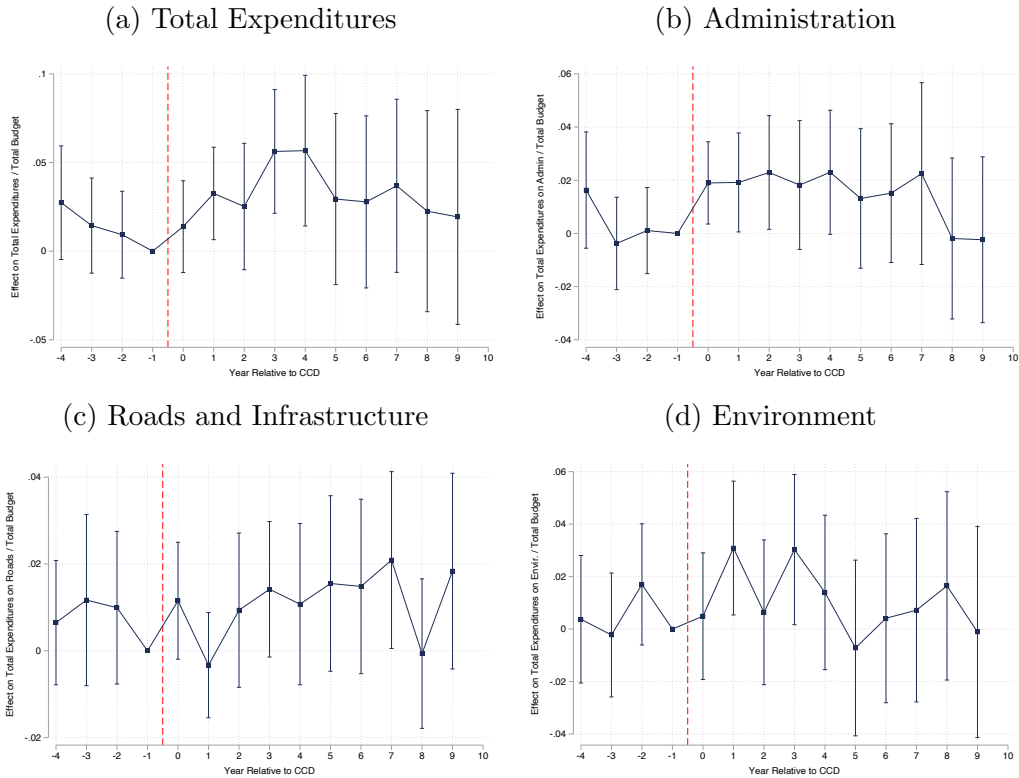 (a) Total Expenditures
Effect on Total Expenditures / Total Budget
.1
.05
0
-.05
-4 -3 -2 -1 0 1 2 3 4 5 6 7 8 9 10
Year Relative to CCD
(b) Administration
Effect on Total Expenditures on Admin / Total Budget
.06
.04
.02
0
-.02
-.04
-4 -3 -2 -1 0 1 2 3 4 5 6 7 8 9 10
Year Relative to CCD
(c) Roads and Infrastructure
Effect on Total Expenditures on Roads / Total Budget
.04
.02
0
-.02
-4 -3 -2 -1 0 1 2 3 4 5 6 7 8 9 10
Year Relative to CCD
(d) Environment
Effect on Total Expenditures on Envir. / Total Budget
.06
.04
.02
0
-.02
-.04
-4 -3 -2 -1 0 1 2 3 4 5 6 7 8 9 10
Year Relative to CCD